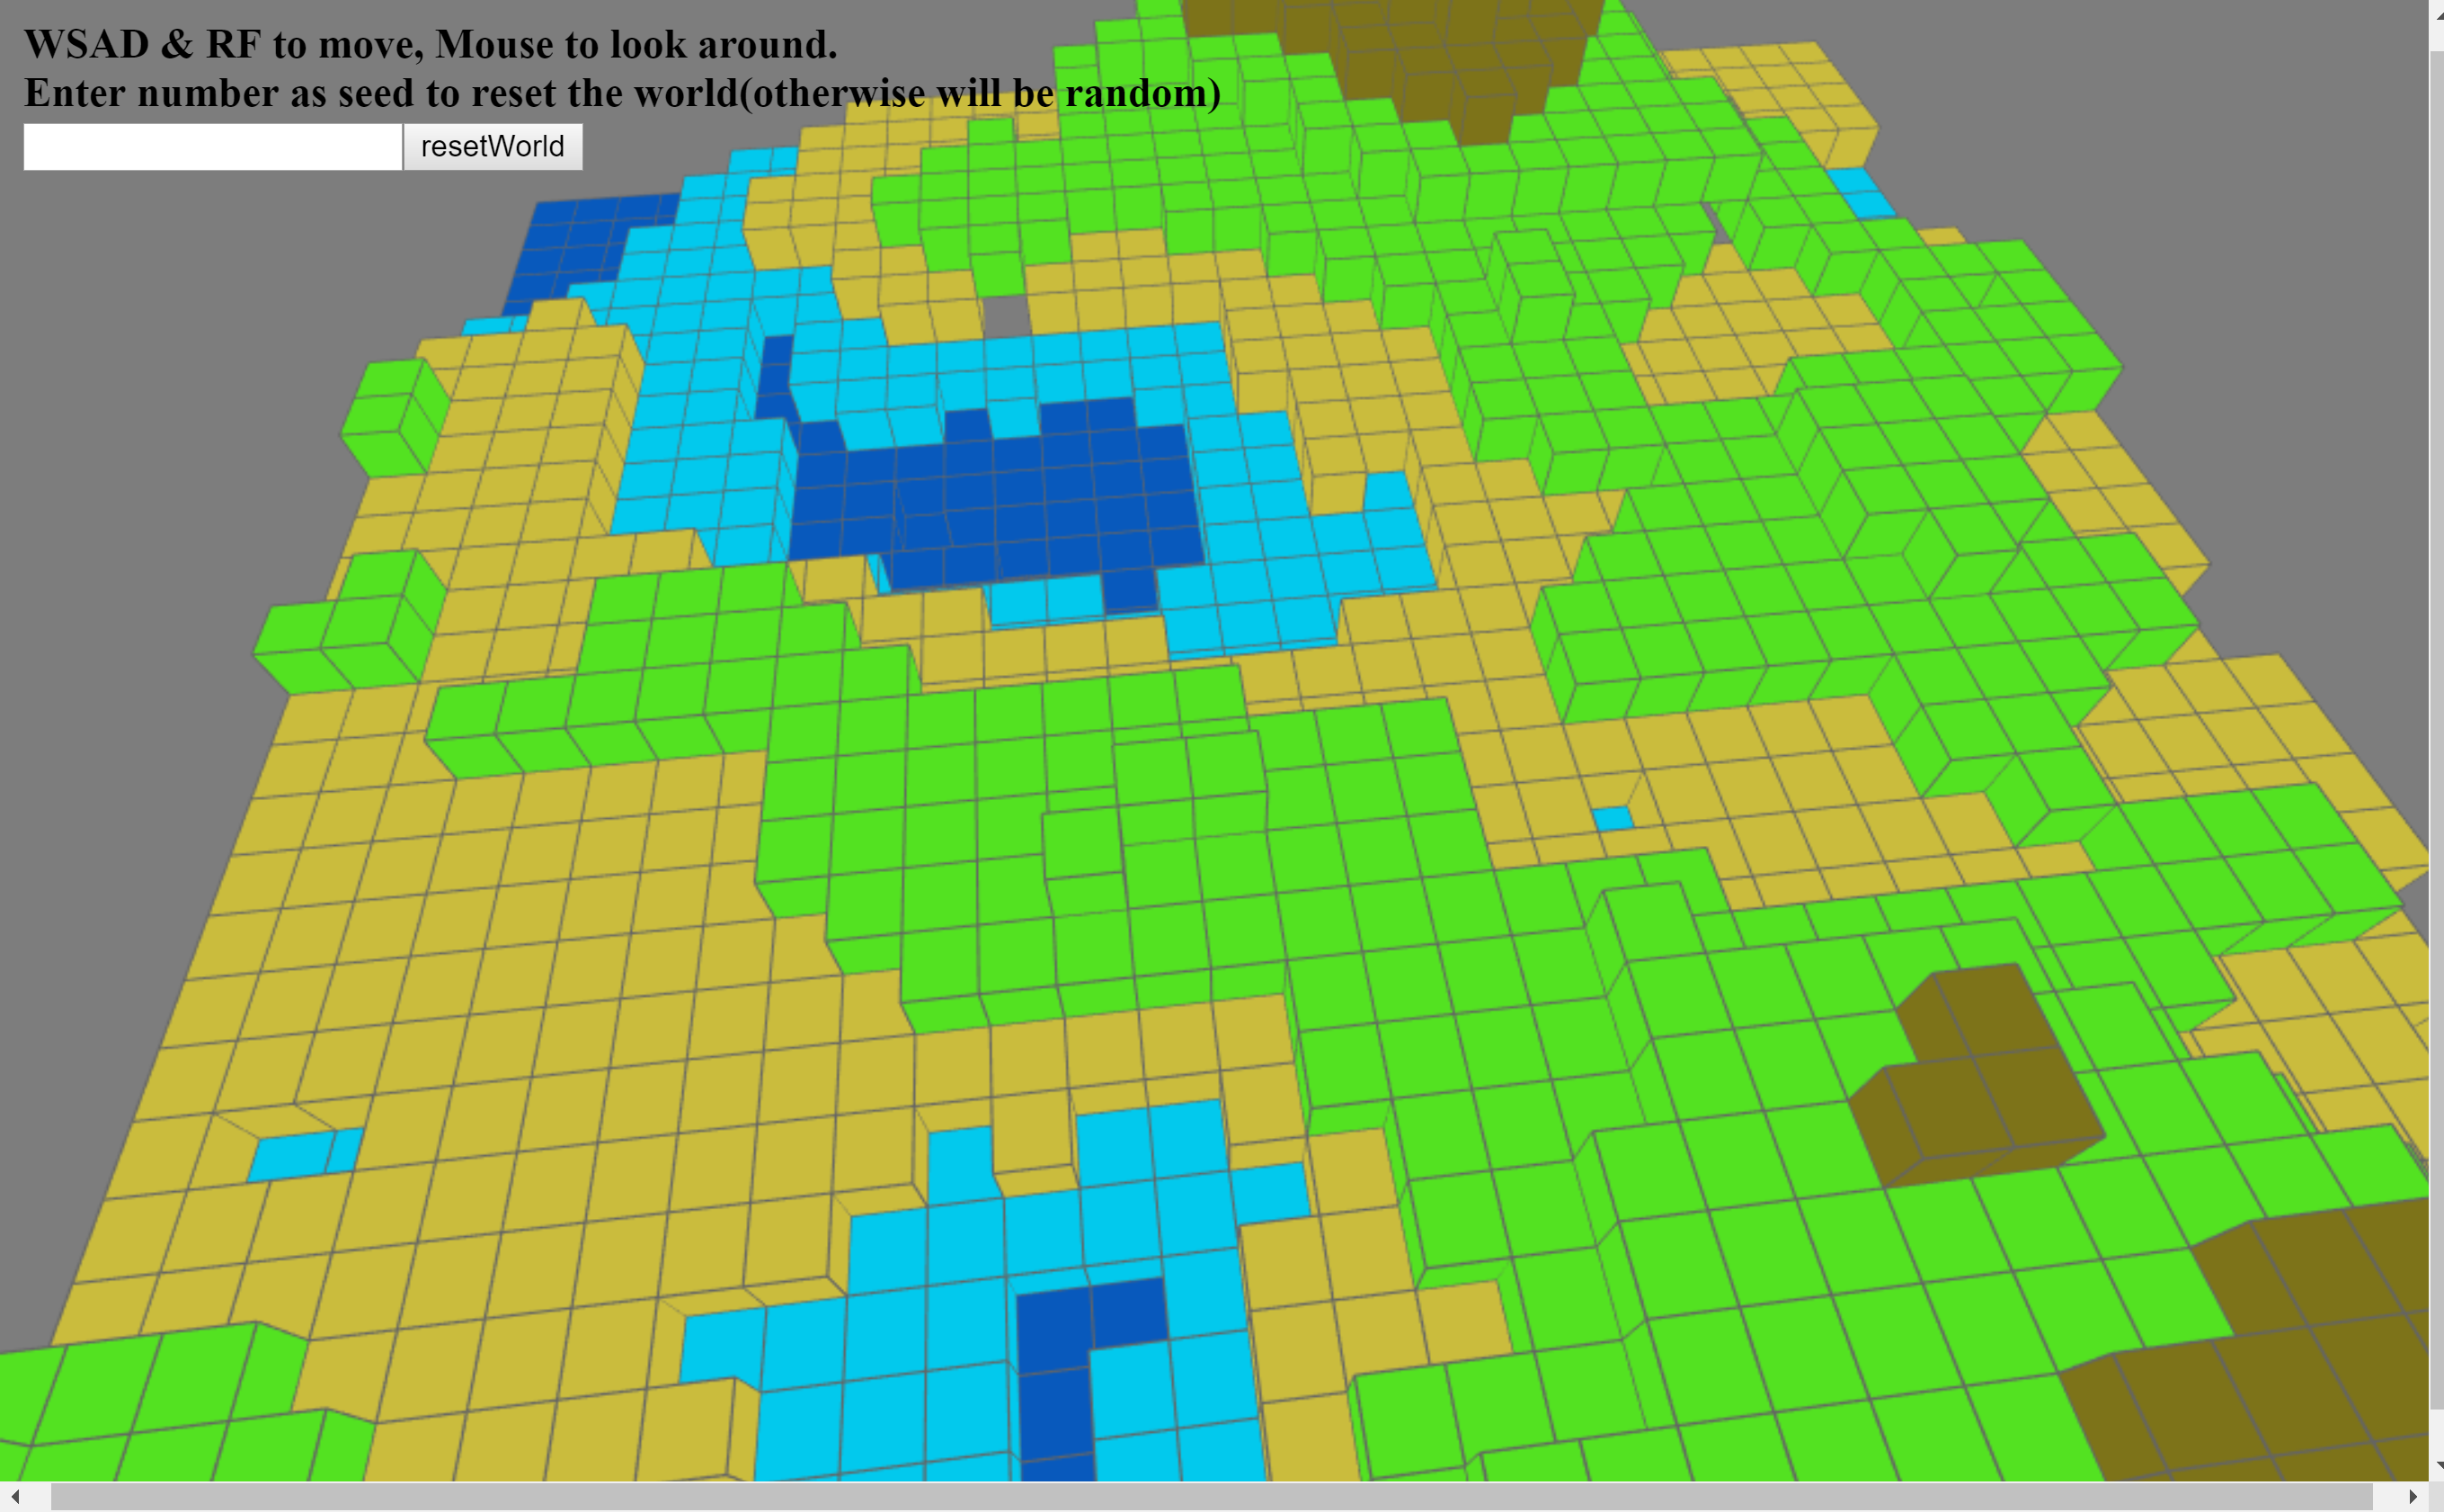 WSAD & RF to move, Mouse to look around.
Enter number as seed to reset the world(otherwise will be random)
resetWorld